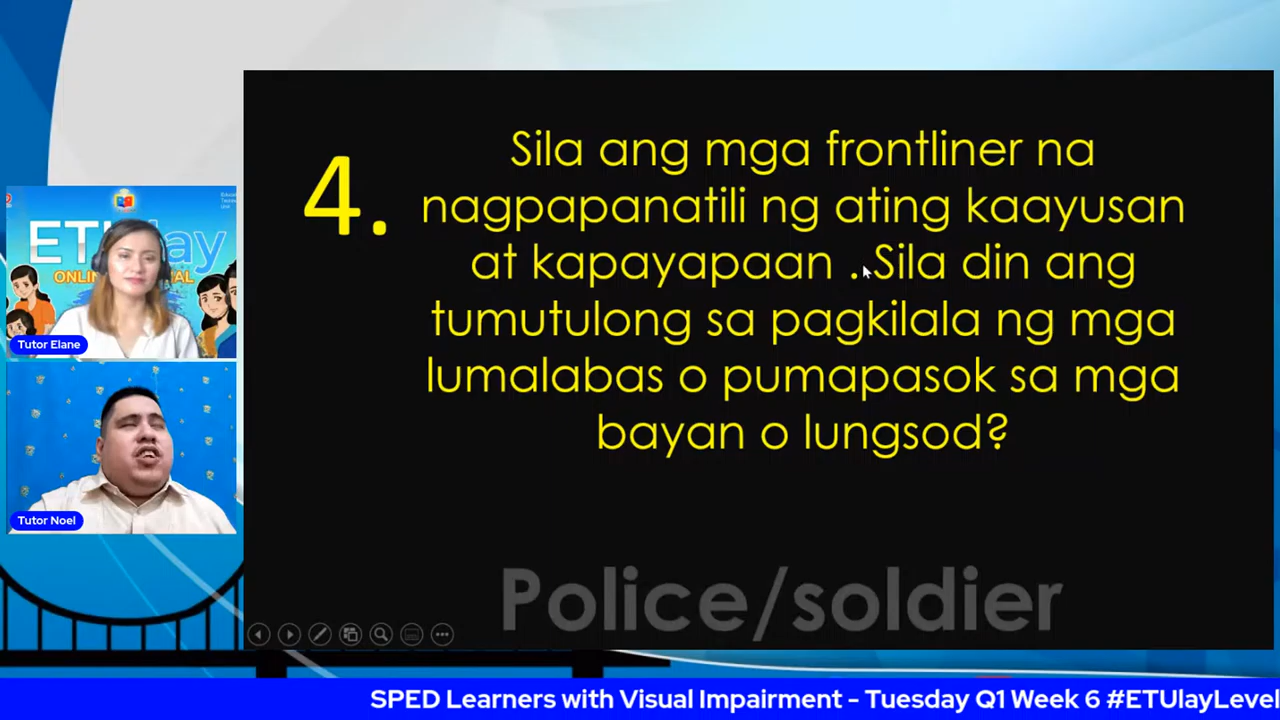 4.
Sila ang mga frontliner na
nagpapanatili ng ating kaayusan
at kapayapaan ..Sila din ang
tumutulong sa pagkilala ng mga
lumalabas o pumapasok sa mga
bayan o lungsod?
Police/soldier
ONLINE
Tutor Elane
Tutor Noel
SPED Learners with Visual Impairment - Tuesday Q1 Week 6 #ETUlayLevel